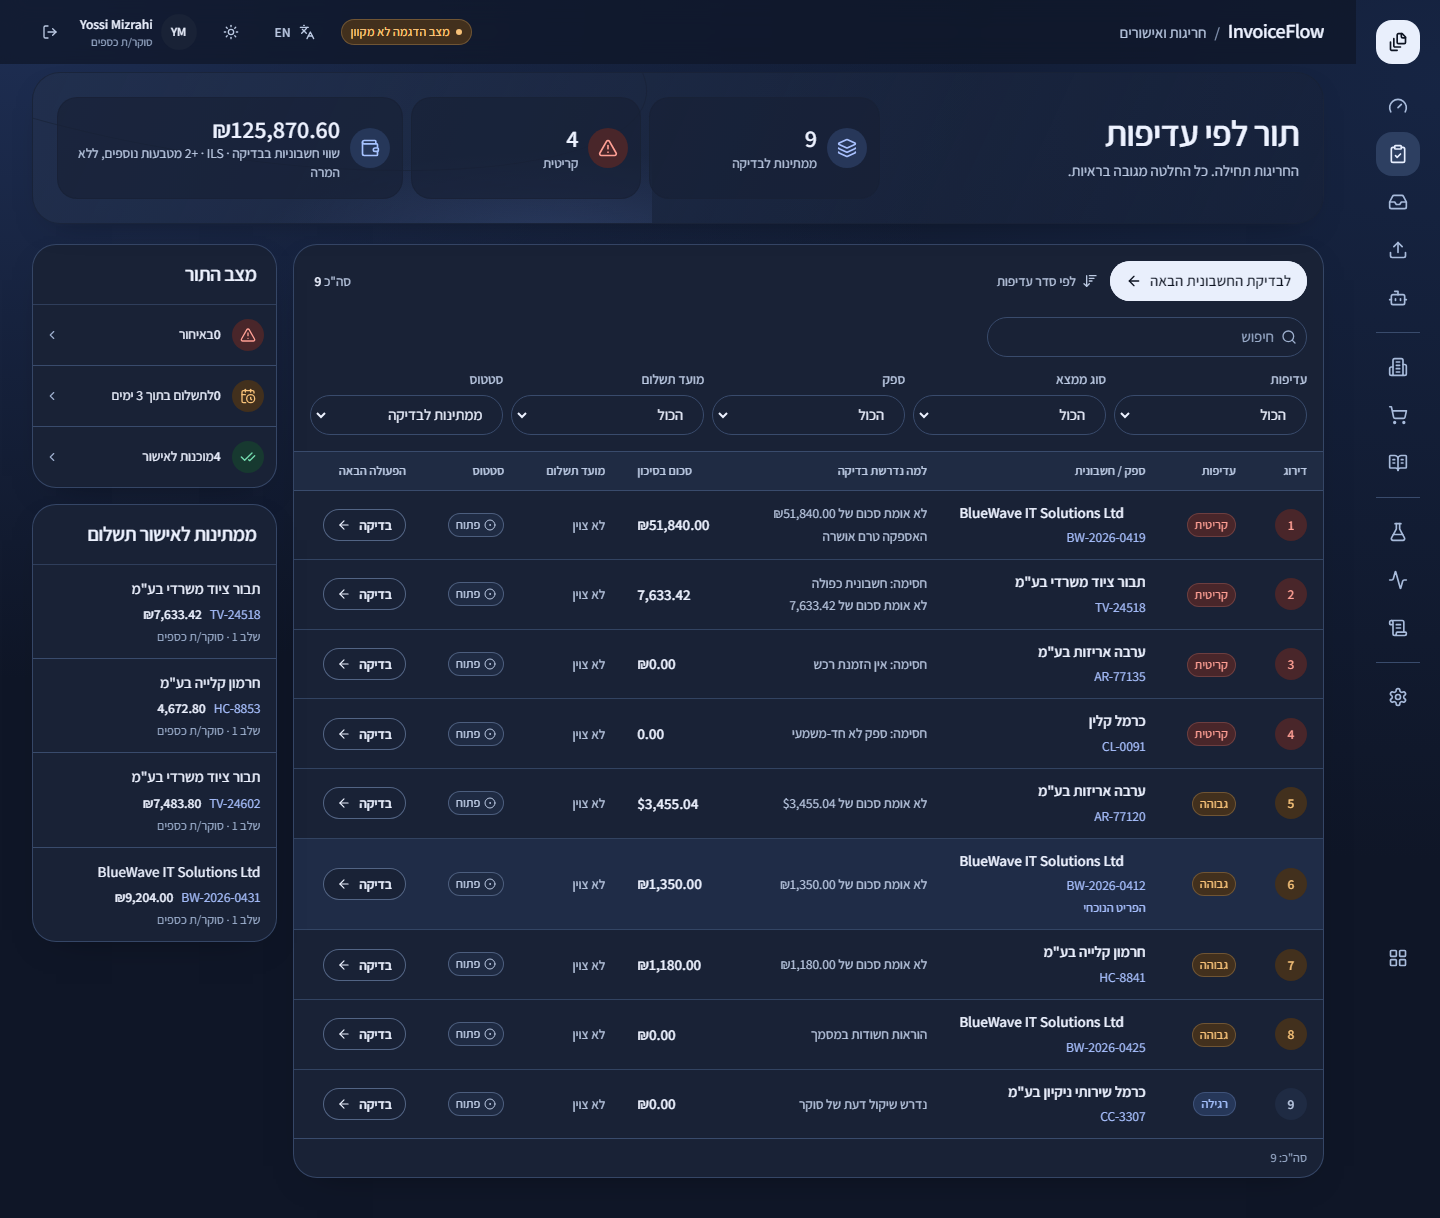 InvoiceFlow / חריגות ואישורים
מצב הדגמה לא מקוון
EN
YM
Yossi Mizrahi
סוקר/ת כספים
תור לפי עדיפות
החריגות תחילה. כל החלטה מגובה בראיות.
9
ממתינות לבדיקה
4
קריטית
₪125,870.60
שווי חשבוניות בבדיקה · ILS · +2 מטבעות נוספים, ללא
המרה
לבדיקת החשבונית הבאה
לפי סדר עדיפות
סה"כ 9
חיפוש
עדיפות
סוג ממצא
ספק
מועד תשלום
סטטוס
הכול
הכול
הכול
הכול
ממתינות לבדיקה
דירוג
עדיפות
ספק / חשבונית
למה נדרשת בדיקה
סכום בסיכון
מועד תשלום
סטטוס
הפעולה הבאה
1
קריטית
BlueWave IT Solutions Ltd
BW-2026-0419
לא אומת סכום של ₪51,840.00
האספקה טרם אושרה
₪51,840.00
לא צוין
פתוח
בדיקה
2
קריטית
תבור ציוד משרדי בע"מ
TV-24518
חסימה: חשבונית כפולה
לא אומת סכום של 7,633.42
7,633.42
לא צוין
פתוח
בדיקה
3
קריטית
ערבה אריזות בע"מ
AR-77135
חסימה: אין הזמנת רכש
₪0.00
לא צוין
פתוח
בדיקה
4
קריטית
כרמל קלין
CL-0091
חסימה: ספק לא חד-משמעי
0.00
לא צוין
פתוח
בדיקה
5
גבוהה
ערבה אריזות בע"מ
AR-77120
לא אומת סכום של $3,455.04
$3,455.04
לא צוין
פתוח
בדיקה
6
גבוהה
BlueWave IT Solutions Ltd
BW-2026-0412
הפריט הנוכחי
לא אומת סכום של ₪1,350.00
₪1,350.00
לא צוין
פתוח
בדיקה
7
גבוהה
חרמון קלייה בע"מ
HC-8841
לא אומת סכום של ₪1,180.00
₪1,180.00
לא צוין
פתוח
בדיקה
8
גבוהה
BlueWave IT Solutions Ltd
BW-2026-0425
הוראות חשודות במסמך
₪0.00
לא צוין
פתוח
בדיקה
9
רגילה
כרמל שירותי ניקיון בע"מ
CC-3307
נדרש שיקול דעת של סוקר
₪0.00
לא צוין
פתוח
בדיקה
סה"כ: 9
מצב התור
0באיחור
0לתשלום בתוך 3 ימים
4מוכנות לאישור
ממתינות לאישור תשלום
תבור ציוד משרדי בע"מ
TV-24518 ₪7,633.42
שלב 1 · סוקר/ת כספים
חרמון קלייה בע"מ
HC-8853 4,672.80
שלב 1 · סוקר/ת כספים
תבור ציוד משרדי בע"מ
TV-24602 ₪7,483.80
שלב 1 · סוקר/ת כספים
BlueWave IT Solutions Ltd
BW-2026-0431 ₪9,204.00
שלב 1 · סוקר/ת כספים